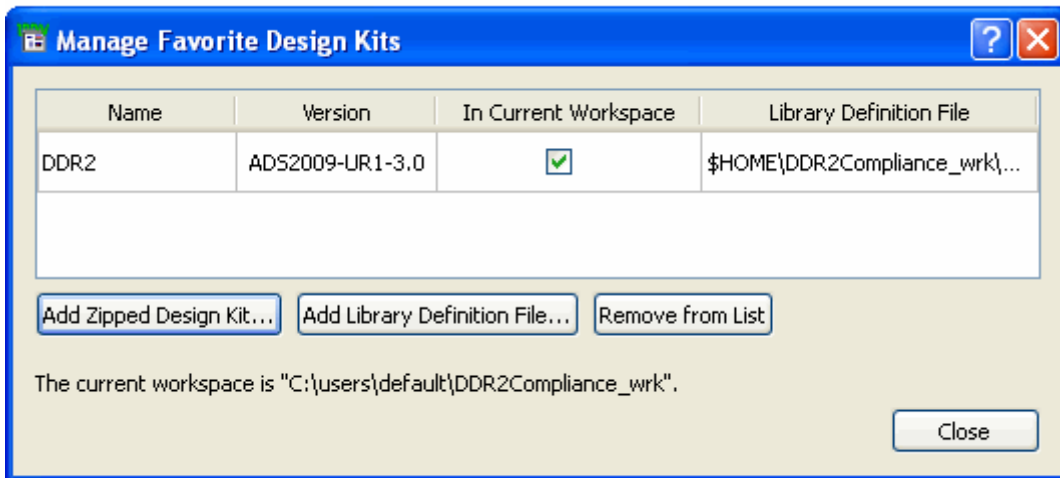 Manage Favorite Design Kits
Name Version In Current Workspace Library Definition File
DDR2 ADS2009-UR1-3.0 $HOME\DDR2Compliance_wrk\...
Add Zipped Design Kit... Add Library Definition File... Remove from List
The current workspace is "C:\users\default\DDR2Compliance_wrk".
Close